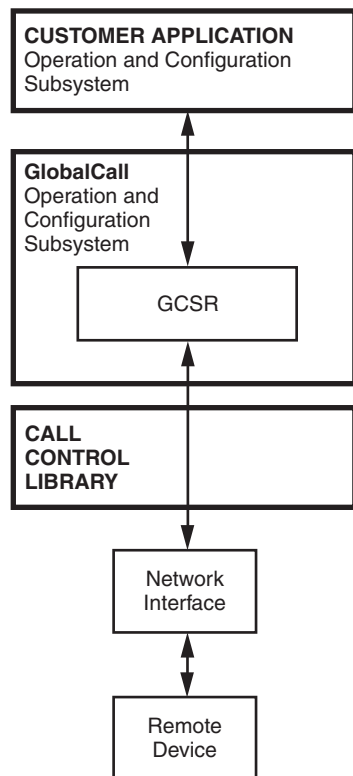 CUSTOMER APPLICATION
Operation and Configuration
Subsystem
GlobalCall
Operation and
Configuration
Subsystem
GCSR
CALL
CONTROL
LIBRARY
Network
Interface
Remote
Device